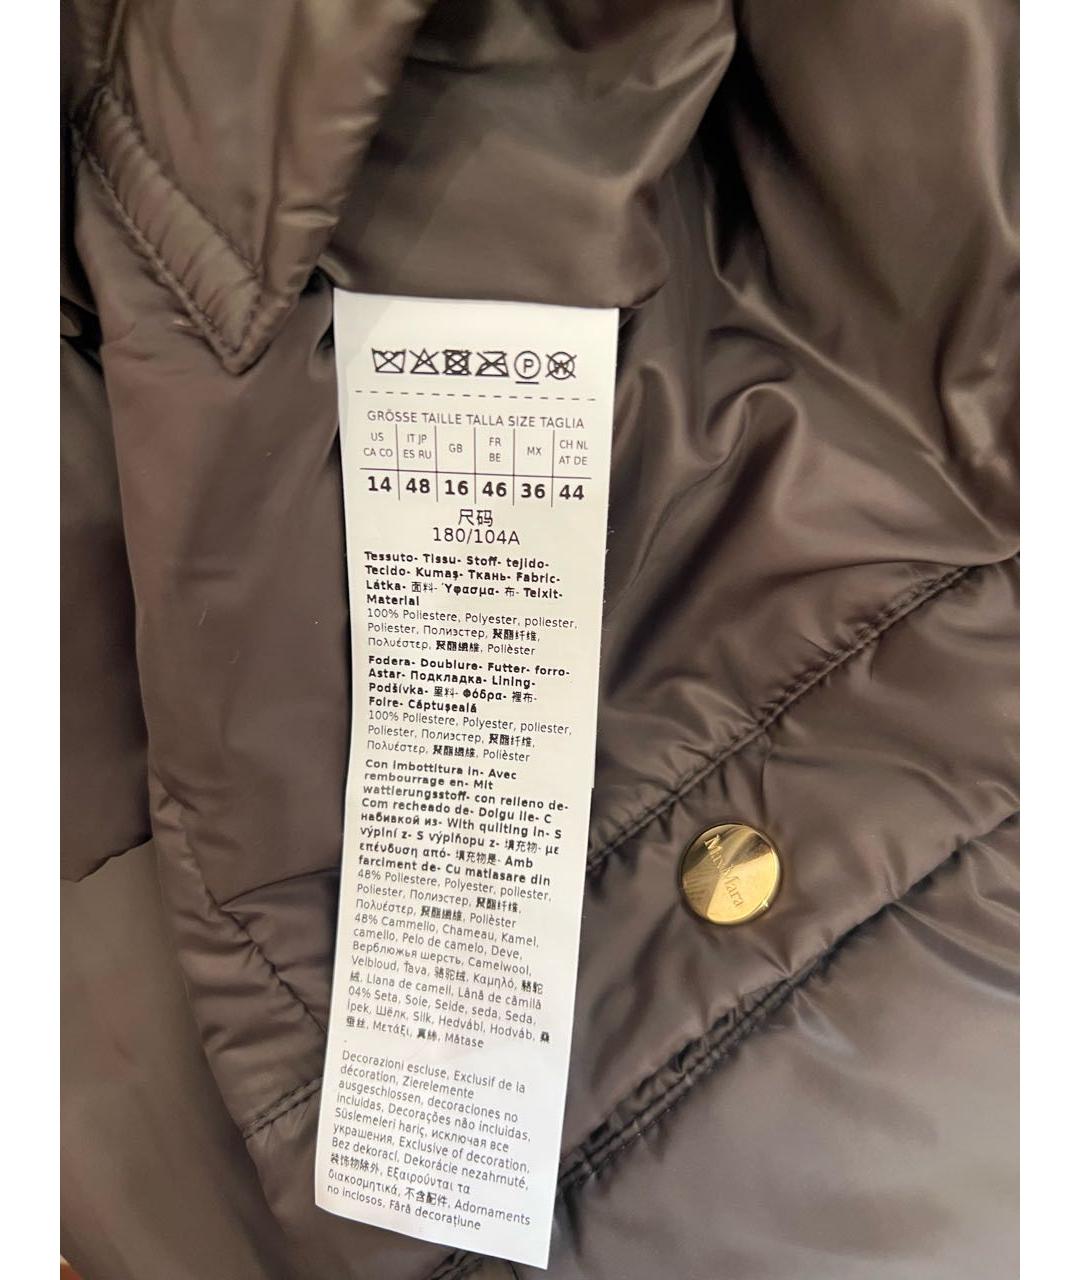 P
W
GRÖSSE TAILLE TALLA SIZE TAGLIA
US CA CO | IT JP ES RU | GB | FR BE | MX | CH NL AT DE
14 | 48 | 16 | 46 | 36 | 44
尺码
180/104A
Tessuto- Tissu- Stoff- tejido-
Tecido- Kumaş- Ткань- Fabric-
Látka- 面料- Ύφασμα- 布- Teixit-
Material
100% Poliestere, Polyester, poliester,
Poliester, Полиэстер, 聚酯纤维,
Πολυέστερ, 聚酯纖維, Polièster
Fodera- Doublure- Futter- forro-
Astar- Подкладка- Lining-
Podšívka- 里料- Φόδρα- 裡布-
Folre- Căptuşeală
100% Poliestere, Polyester, poliester,
Poliester, Полиэстер, 聚酯纤维,
Πολυέστερ, 聚酯纖維, Polièster
Con imbottitura in- Avec
rembourrage en- Mit
wattierungsstoff- con relleno de-
Com recheado de- Dolgu ile- С
набивкой из- With quilting in- S
výplní z- S výplňopu z- 填充物- με
επένδυση από- 填充物是- Amb
farciment de- Cu matlasare din
48% Poliestere, Polyester, poliester,
Poliester, Полиэстер, 聚酯纤维,
Πολυέστερ, 聚酯纖維, Polièster
48% Cammello, Chameau, Kamel,
camello, Pelo de camelo, Deve,
Верблюжья шерсть, Camelwool,
Velbloud, Ťava, 骆驼绒, Καμηλό, 駱駝
絨, Llana de camell, Lână de cămilă
04% Seta, Soie, Seide, seda, Seda,
İpek, Шёлк, Silk, Hedvábí, Hodváb, 桑
蚕丝, Μετάξι, 真絲, Mătase
Decorazioni escluse, Exclusif de la
décoration, Zierelemente
ausgeschlossen, decoraciones no
incluidas, Decorações não incluidas,
Süslemeleri hariç, исключая все
украшения, Exclusive of decoration,
Bez dekorací, Dekorácie nezahrnuté,
装饰物除外, Εξαιρούνται τα
διακοσμητικά, 不含配件, Adornaments
no inclosos, Fără decoraţiune
MaxMara